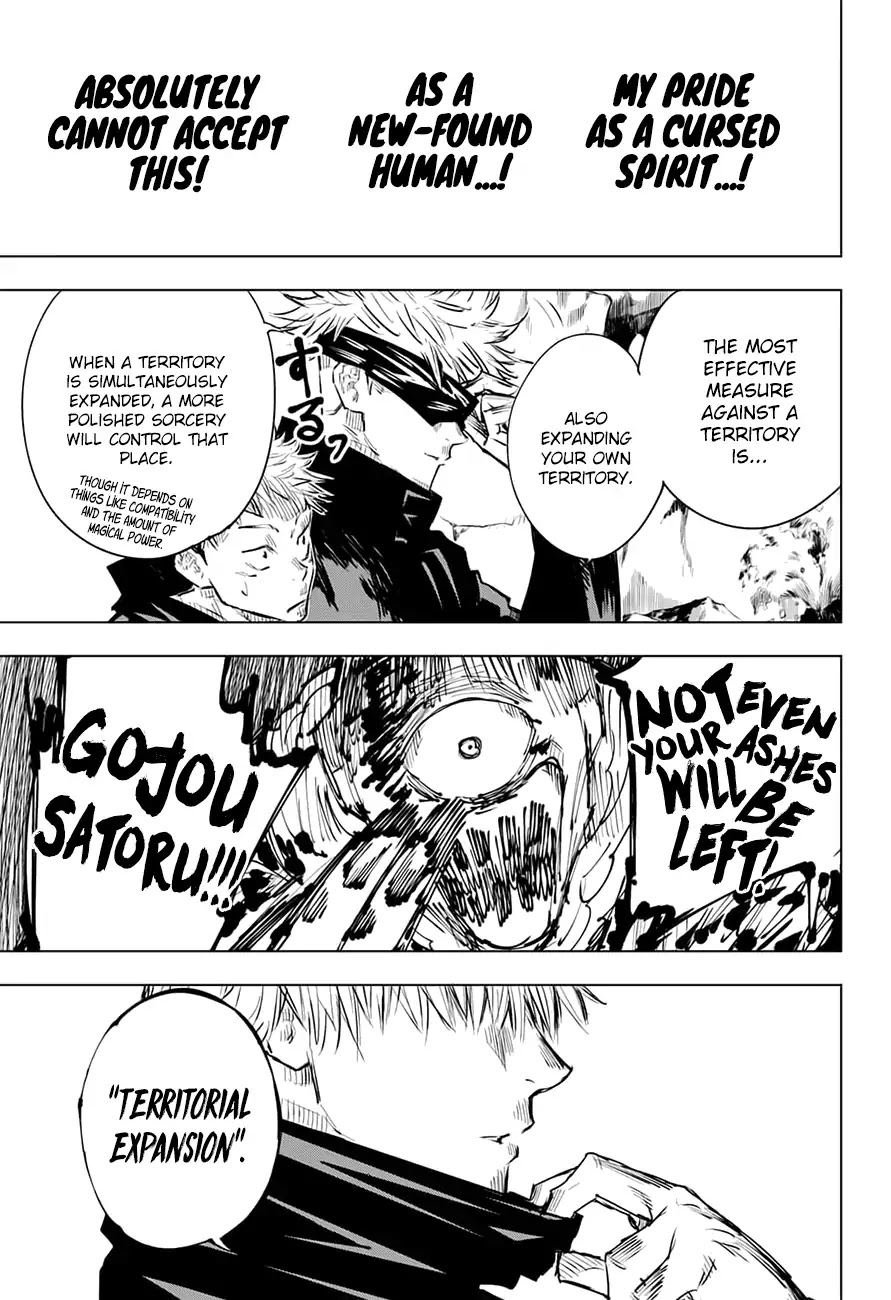 MY PRIDE
AS A CURSED
SPIRIT...!
AS A
NEW-FOUND
HUMAN...!
ABSOLUTELY
CANNOT ACCEPT
THIS!
THE MOST
EFFECTIVE
MEASURE
AGAINST A
TERRITORY
IS...
ALSO
EXPANDING
YOUR OWN
TERRITORY.
するっ
WHEN A TERRITORY
IS SIMULTANEOUSLY
EXPANDED, A MORE
POLISHED SORCERY
WILL CONTROL THAT
PLACE.
THOUGH IT DEPENDS ON
THINGS LIKE COMPATIBILITY
AND THE AMOUNT OF
MAGICAL POWER.
NOT EVEN
YOUR ASHES
WILL BE
LEFT!
GOJOU
SATORU!!!
"TERRITORIAL
EXPANSION".